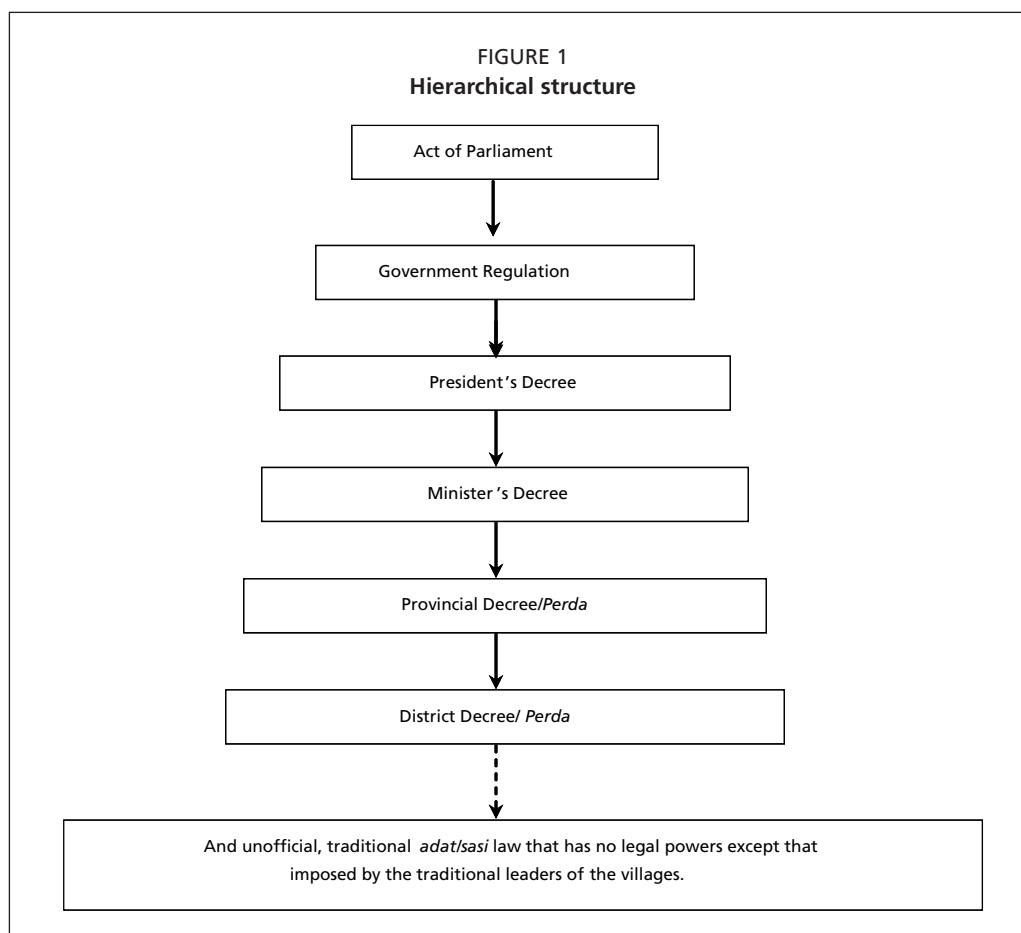 FIGURE 1
Hierarchical structure
Act of Parliament
Government Regulation
President's Decree
Minister's Decree
Provincial Decree/Perda
District Decree/ Perda
And unofficial, traditional adat/sasi law that has no legal powers except that
imposed by the traditional leaders of the villages.